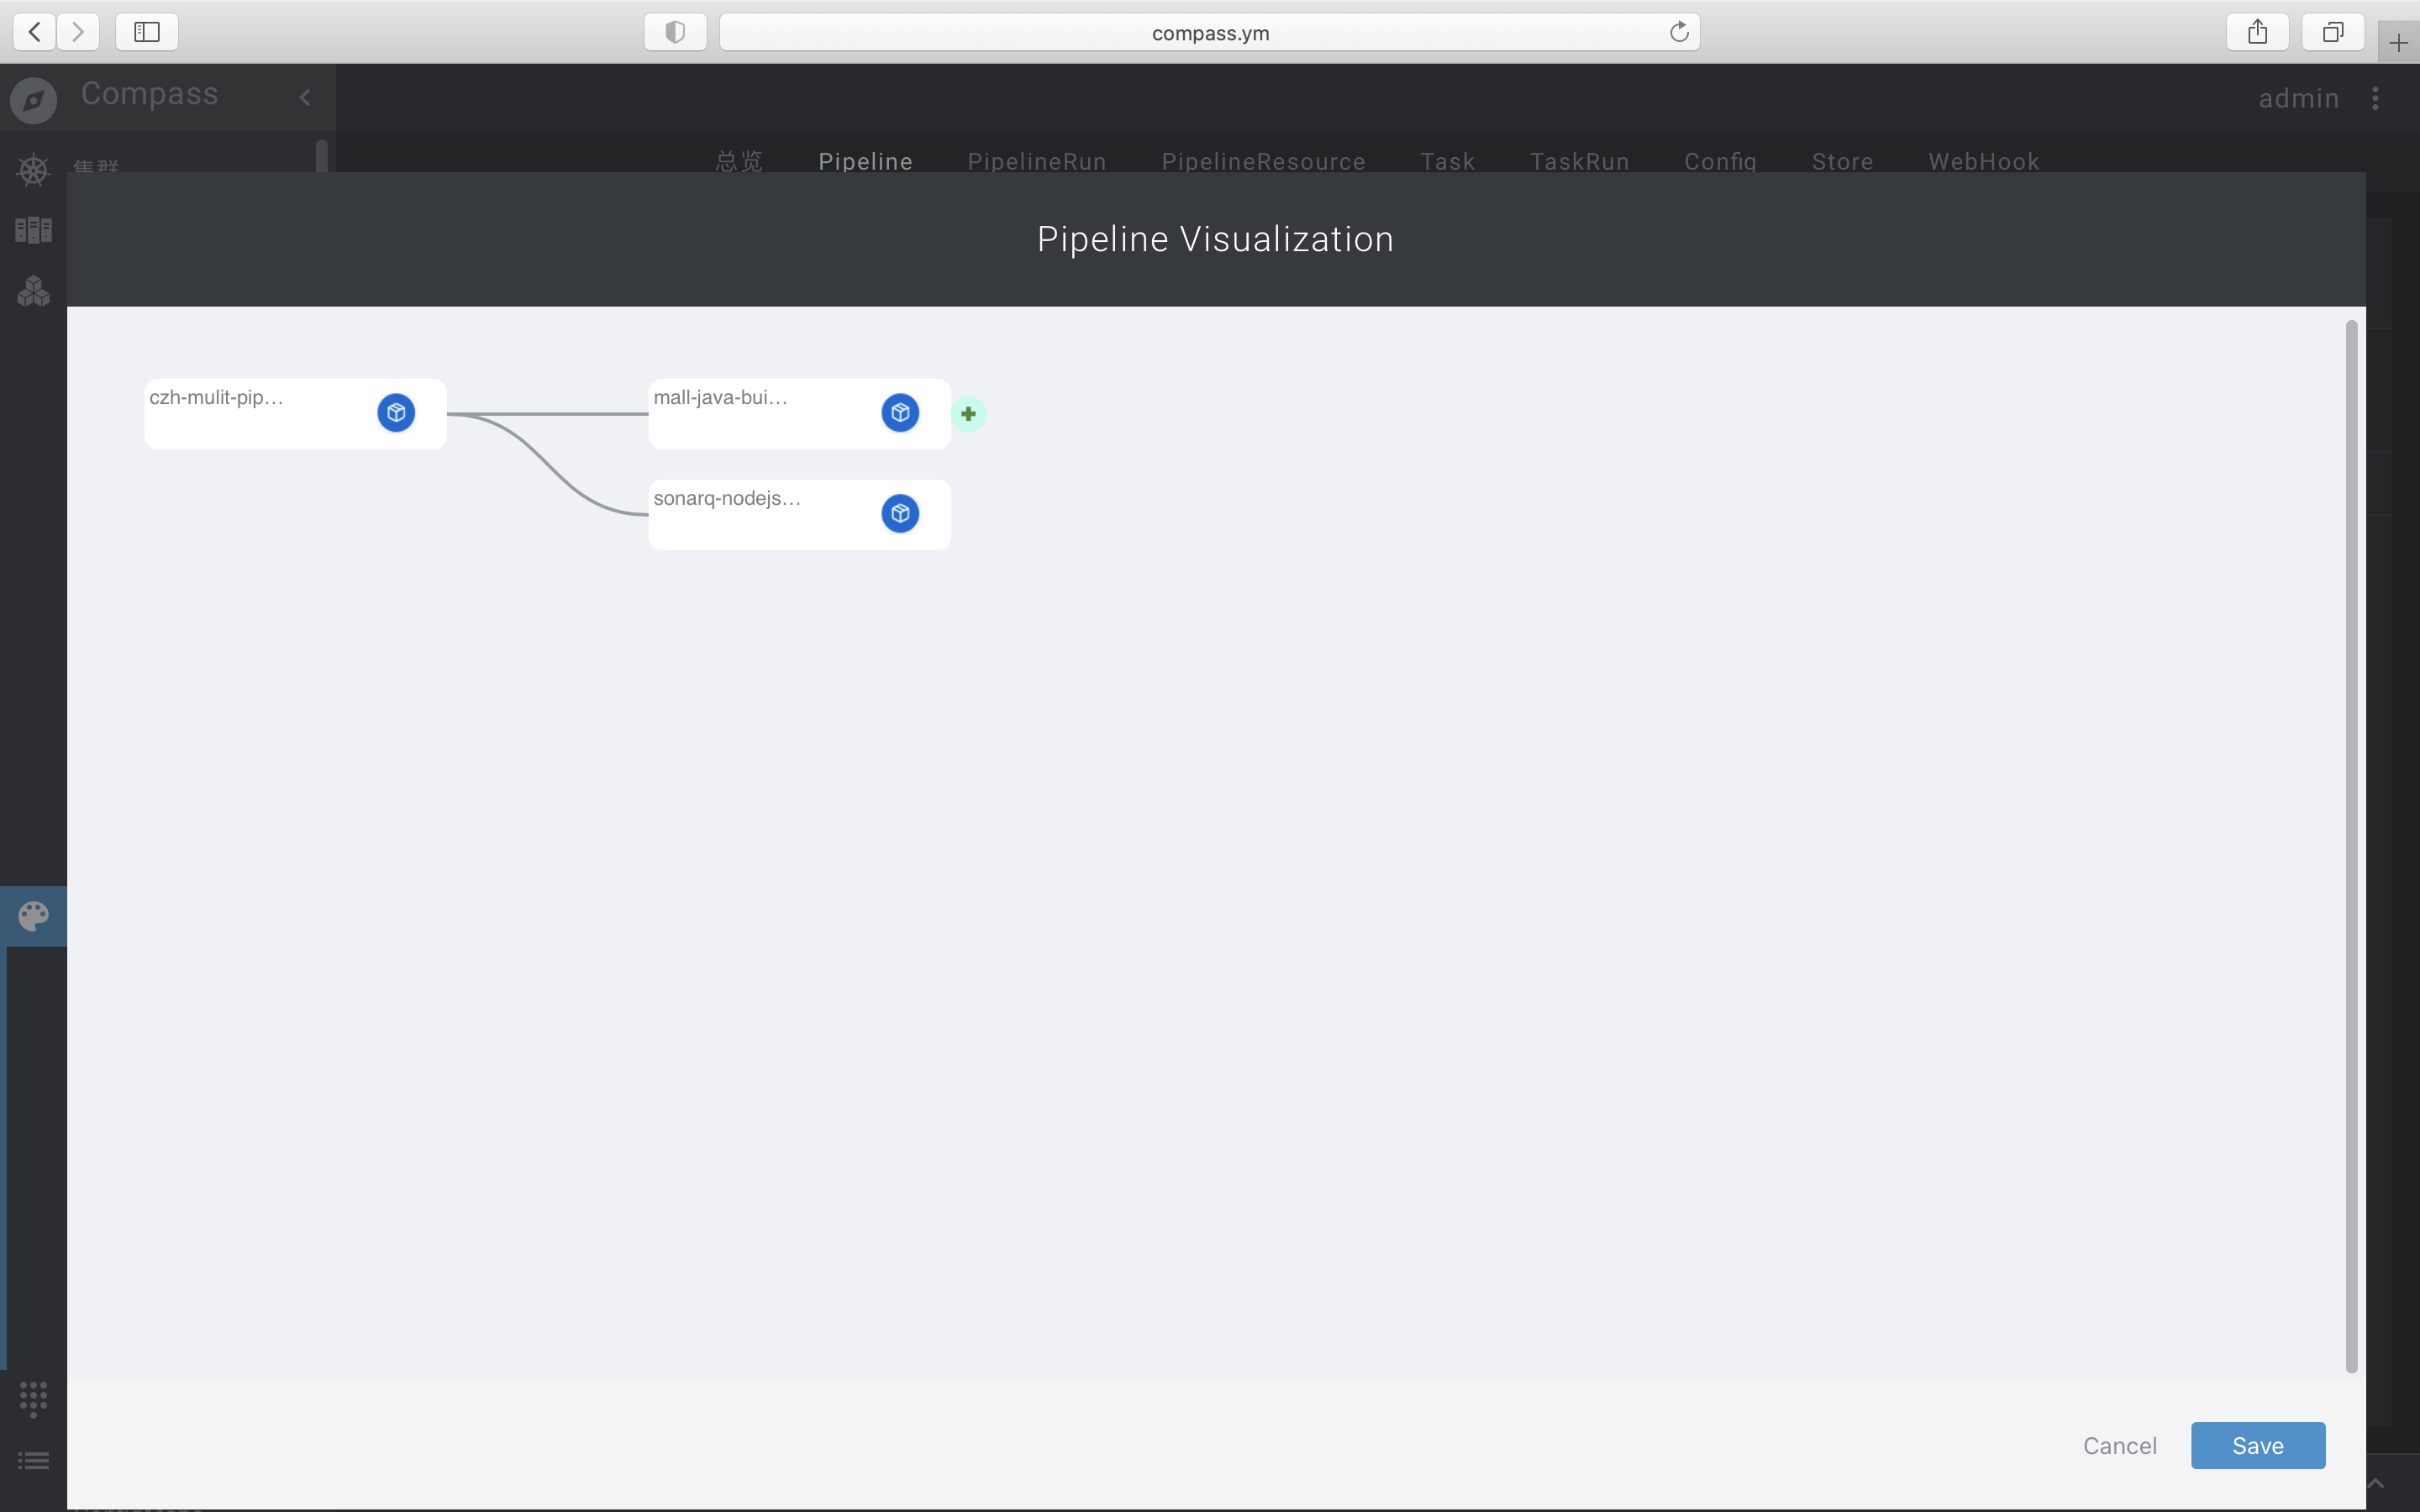 compass.ym
Compass
admin
集群
总览 Pipeline PipelineRun PipelineResource Task TaskRun Config Store WebHook
Pipeline Visualization
czh-mulit-pip...
mall-java-bui...
sonarq-nodejs...
Cancel Save